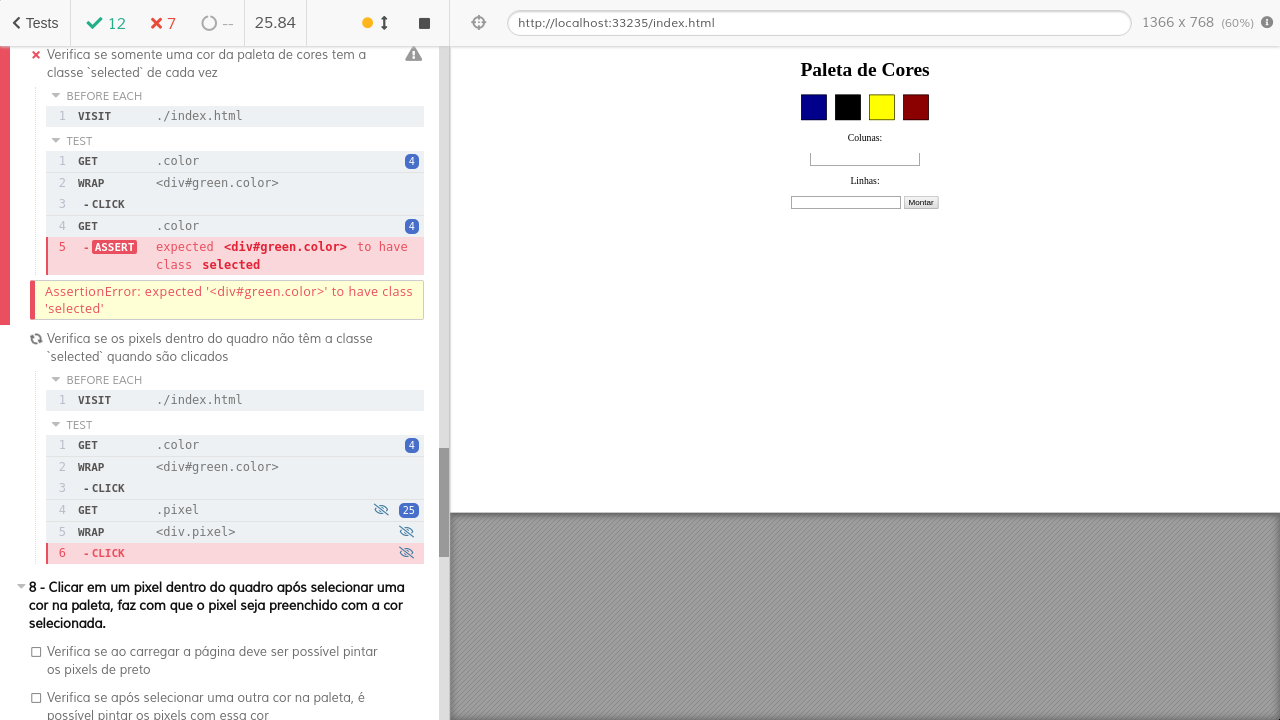 Tests 12 7 -- 25.84
Verifica se somente uma cor da paleta de cores tem a
classe `selected` de cada vez
BEFORE EACH
1 VISIT ./index.html
TEST
1 GET .color 4
2 WRAP <div#green.color>
3 -CLICK
4 GET .color 4
5 -ASSERT expected <div#green.color> to have
class selected
AssertionError: expected '<div#green.color>' to have class
'selected'
Verifica se os pixels dentro do quadro não têm a classe
`selected` quando são clicados
BEFORE EACH
1 VISIT ./index.html
TEST
1 GET .color 4
2 WRAP <div#green.color>
3 -CLICK
4 GET .pixel 25
5 WRAP <div.pixel>
6 -CLICK
8 - Clicar em um pixel dentro do quadro após selecionar uma
cor na paleta, faz com que o pixel seja preenchido com a cor
selecionada.
Verifica se ao carregar a página deve ser possível pintar
os pixels de preto
Verifica se após selecionar uma outra cor na paleta, é
possível pintar os pixels com essa cor
http://localhost:33235/index.html 1366 x 768 (60%)
Paleta de Cores
Colunas:
Linhas:
Montar